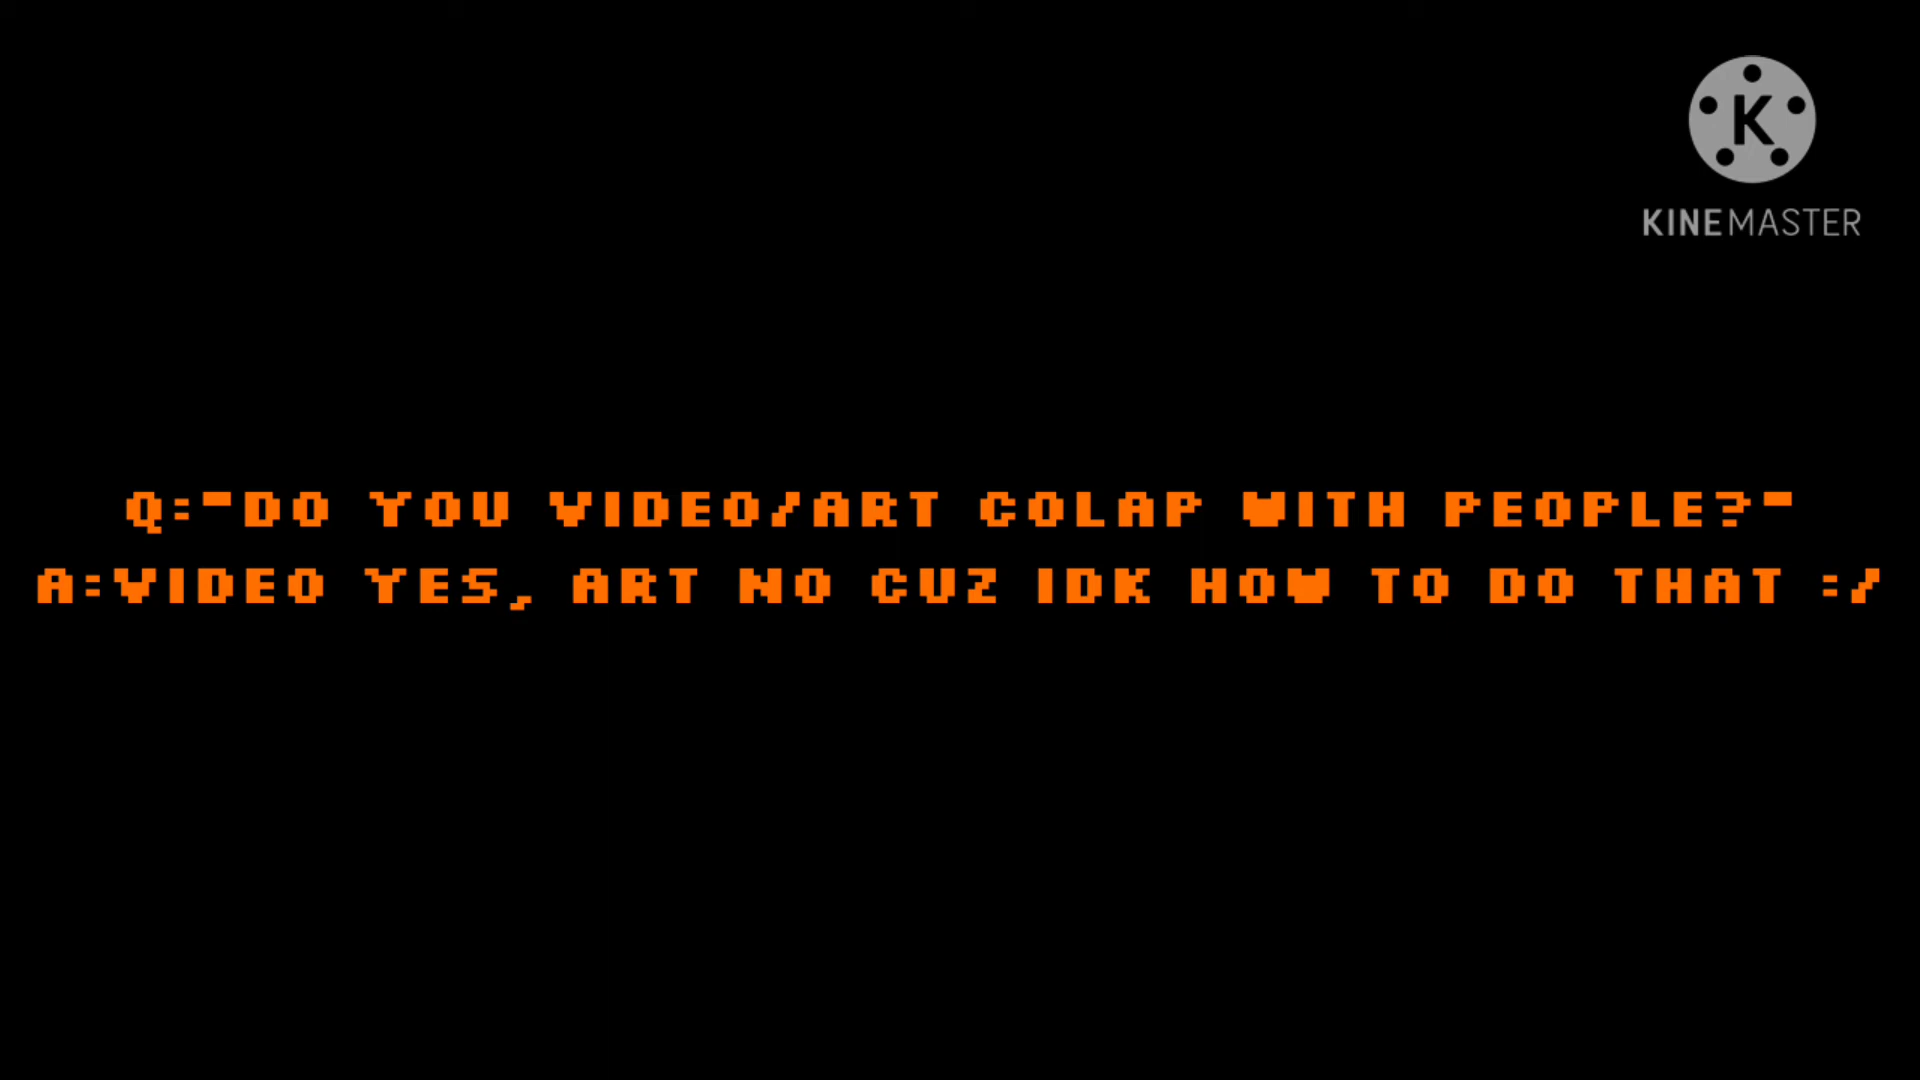 K
KINEMASTER
Q:"DO YOU VIDEO/ART COLAP WITH PEOPLE?"
A:VIDEO YES, ART NO CUZ IDK HOW TO DO THAT :/